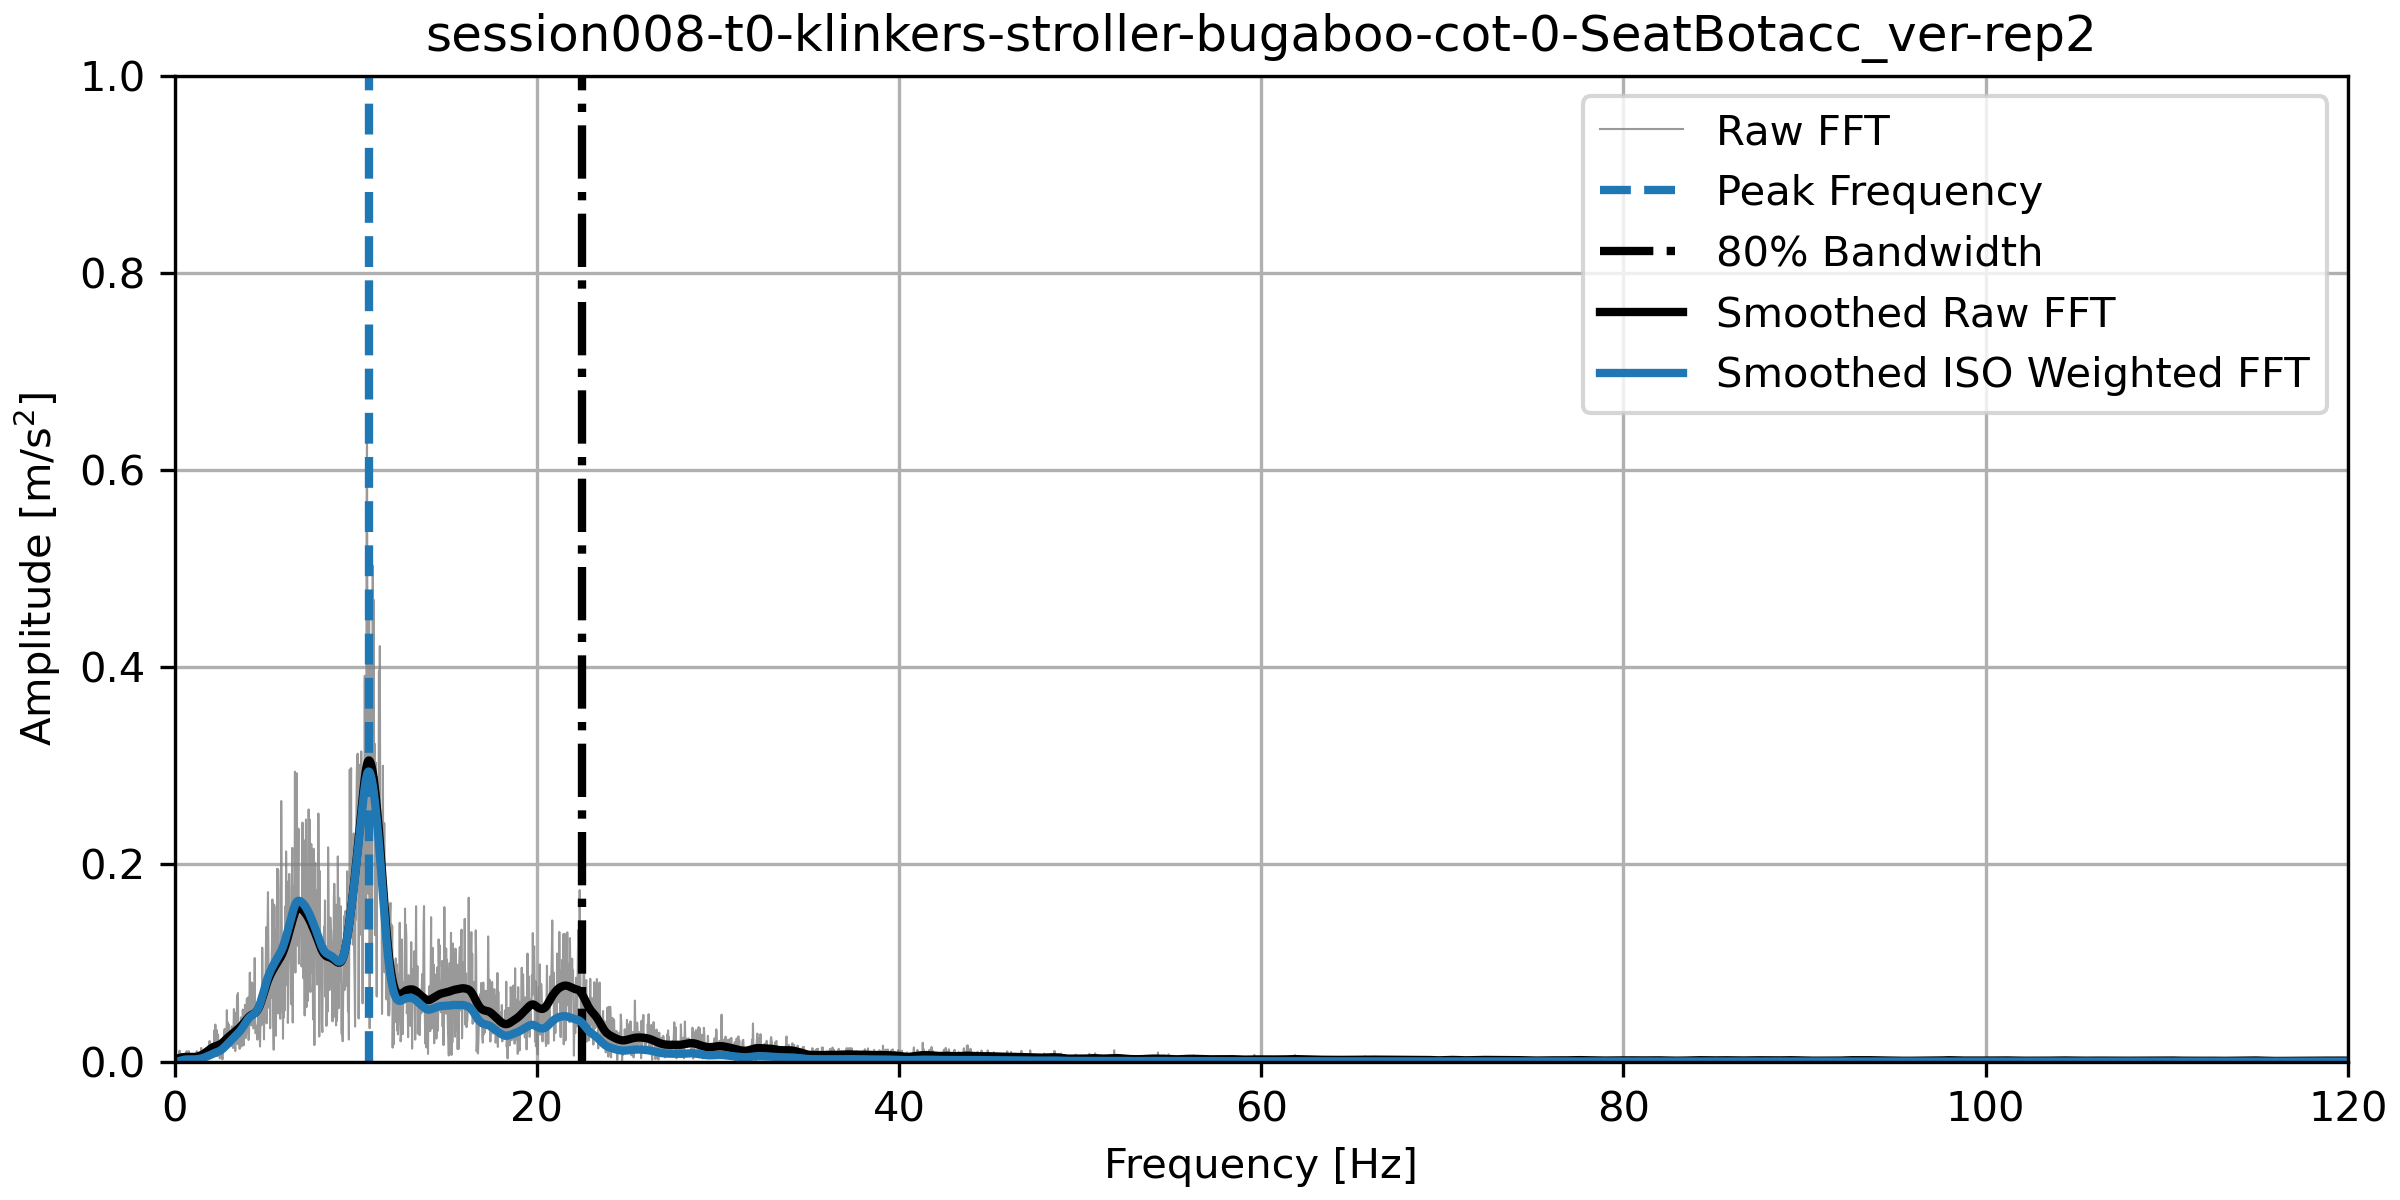 session008-t0-klinkers-stroller-bugaboo-cot-0-SeatBotacc_ver-rep2
1.0
0.8
0.6
0.4
0.2
0.0
Amplitude [m/s²]
Raw FFT
Peak Frequency
80% Bandwidth
Smoothed Raw FFT
Smoothed ISO Weighted FFT
0 20 40 60 80 100 120
Frequency [Hz]